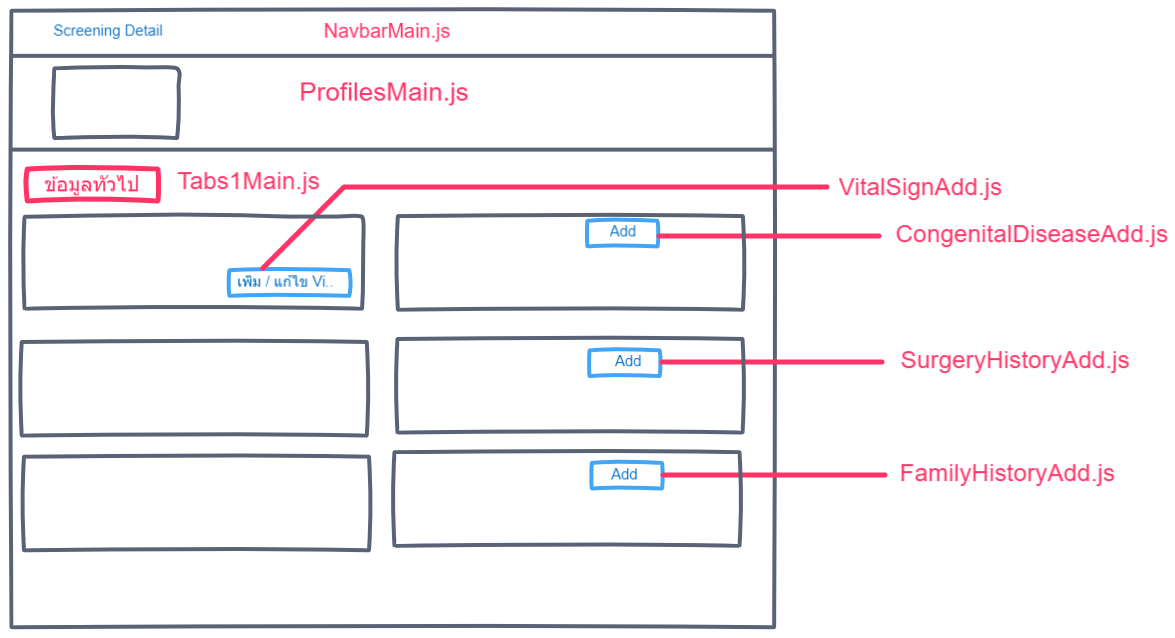 Screening Detail
NavbarMain.js
ProfilesMain.js
ข้อมูลทั่วไป
Tabs1Main.js
VitalSignAdd.js
Add
CongenitalDiseaseAdd.js
เพิ่ม / แก้ไข Vi..
Add
SurgeryHistoryAdd.js
Add
FamilyHistoryAdd.js